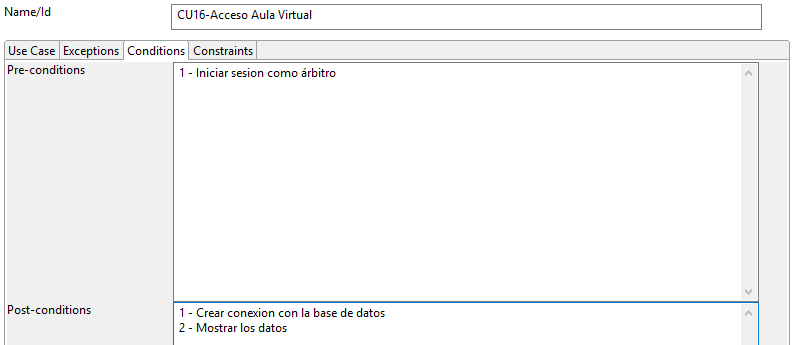 Name/Id
CU16-Acceso Aula Virtual
Use Case Exceptions Conditions Constraints
Pre-conditions
1 - Iniciar sesion como árbitro
Post-conditions
1 - Crear conexion con la base de datos
2 - Mostrar los datos